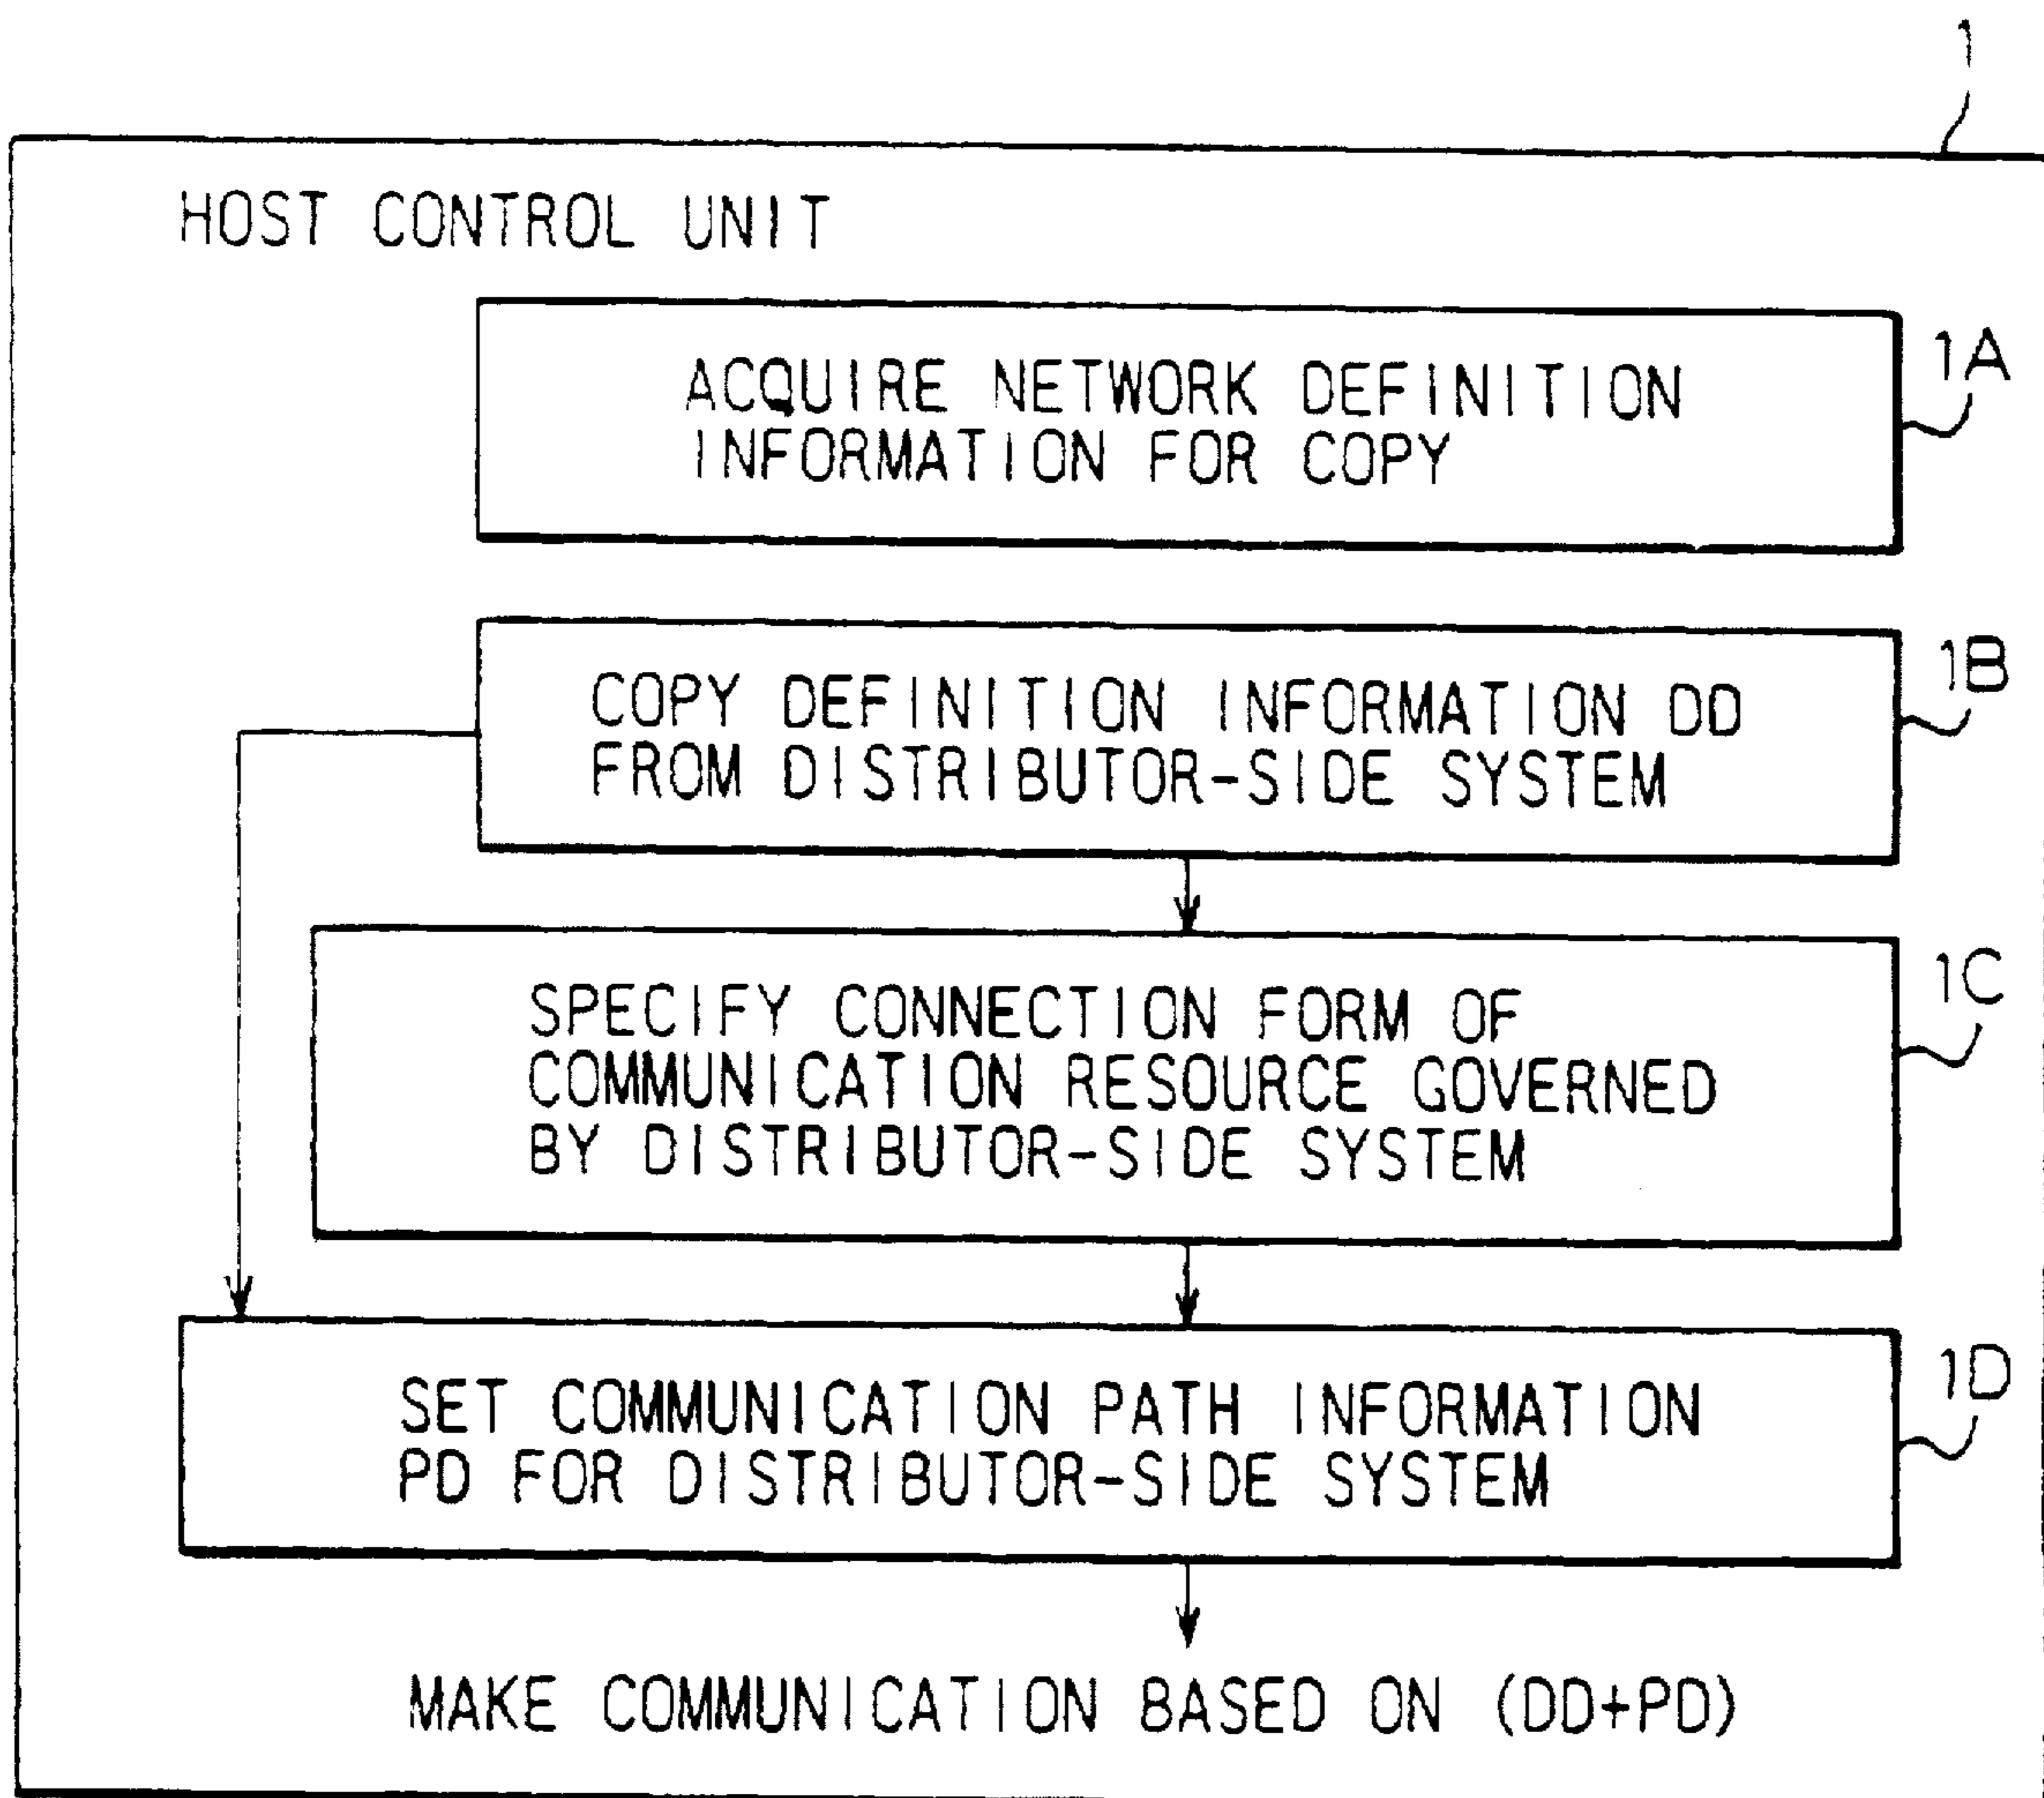 1
HOST CONTROL UNIT
ACQUIRE NETWORK DEFINITION
INFORMATION FOR COPY
1A
COPY DEFINITION INFORMATION DD
FROM DISTRIBUTOR-SIDE SYSTEM
1B
SPECIFY CONNECTION FORM OF
COMMUNICATION RESOURCE GOVERNED
BY DISTRIBUTOR-SIDE SYSTEM
1C
SET COMMUNICATION PATH INFORMATION
PD FOR DISTRIBUTOR-SIDE SYSTEM
1D
MAKE COMMUNICATION BASED ON (DD+PD)